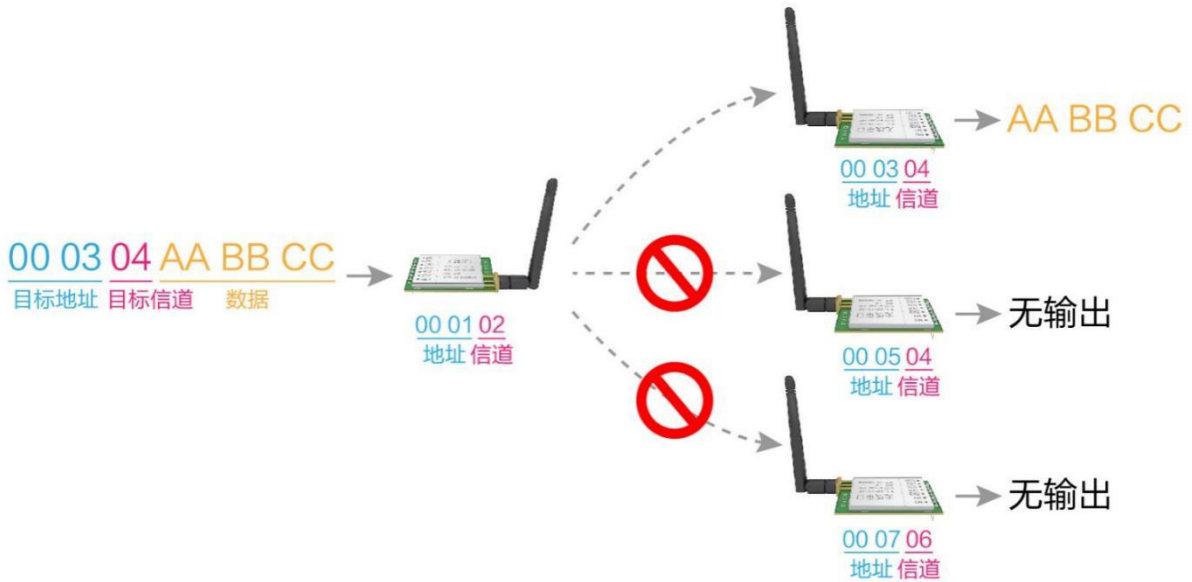 00 03 04 AA BB CC
目标地址 目标信道 数据
00 01 02
地址 信道
AA BB CC
00 03 04
地址 信道
无输出
00 05 04
地址 信道
无输出
00 07 06
地址 信道